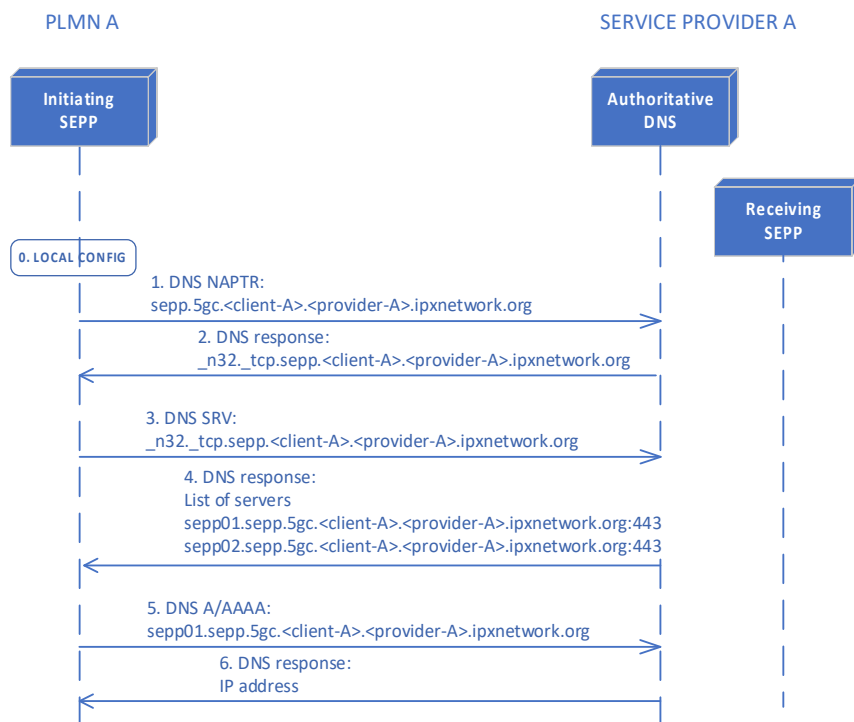 PLMN A
SERVICE PROVIDER A
Initiating
SEPP
Authoritative
DNS
Receiving
SEPP
0. LOCAL CONFIG
1. DNS NAPTR:
sepp.5gc.<client-A>.<provider-A>.ipxnetwork.org
2. DNS response:
_n32._tcp.sepp.<client-A>.<provider-A>.ipxnetwork.org
3. DNS SRV:
_n32._tcp.sepp.<client-A>.<provider-A>.ipxnetwork.org
4. DNS response:
List of servers
sepp01.sepp.5gc.<client-A>.<provider-A>.ipxnetwork.org:443
sepp02.sepp.5gc.<client-A>.<provider-A>.ipxnetwork.org:443
5. DNS A/AAAA:
sepp01.sepp.5gc.<client-A>.<provider-A>.ipxnetwork.org
6. DNS response:
IP address